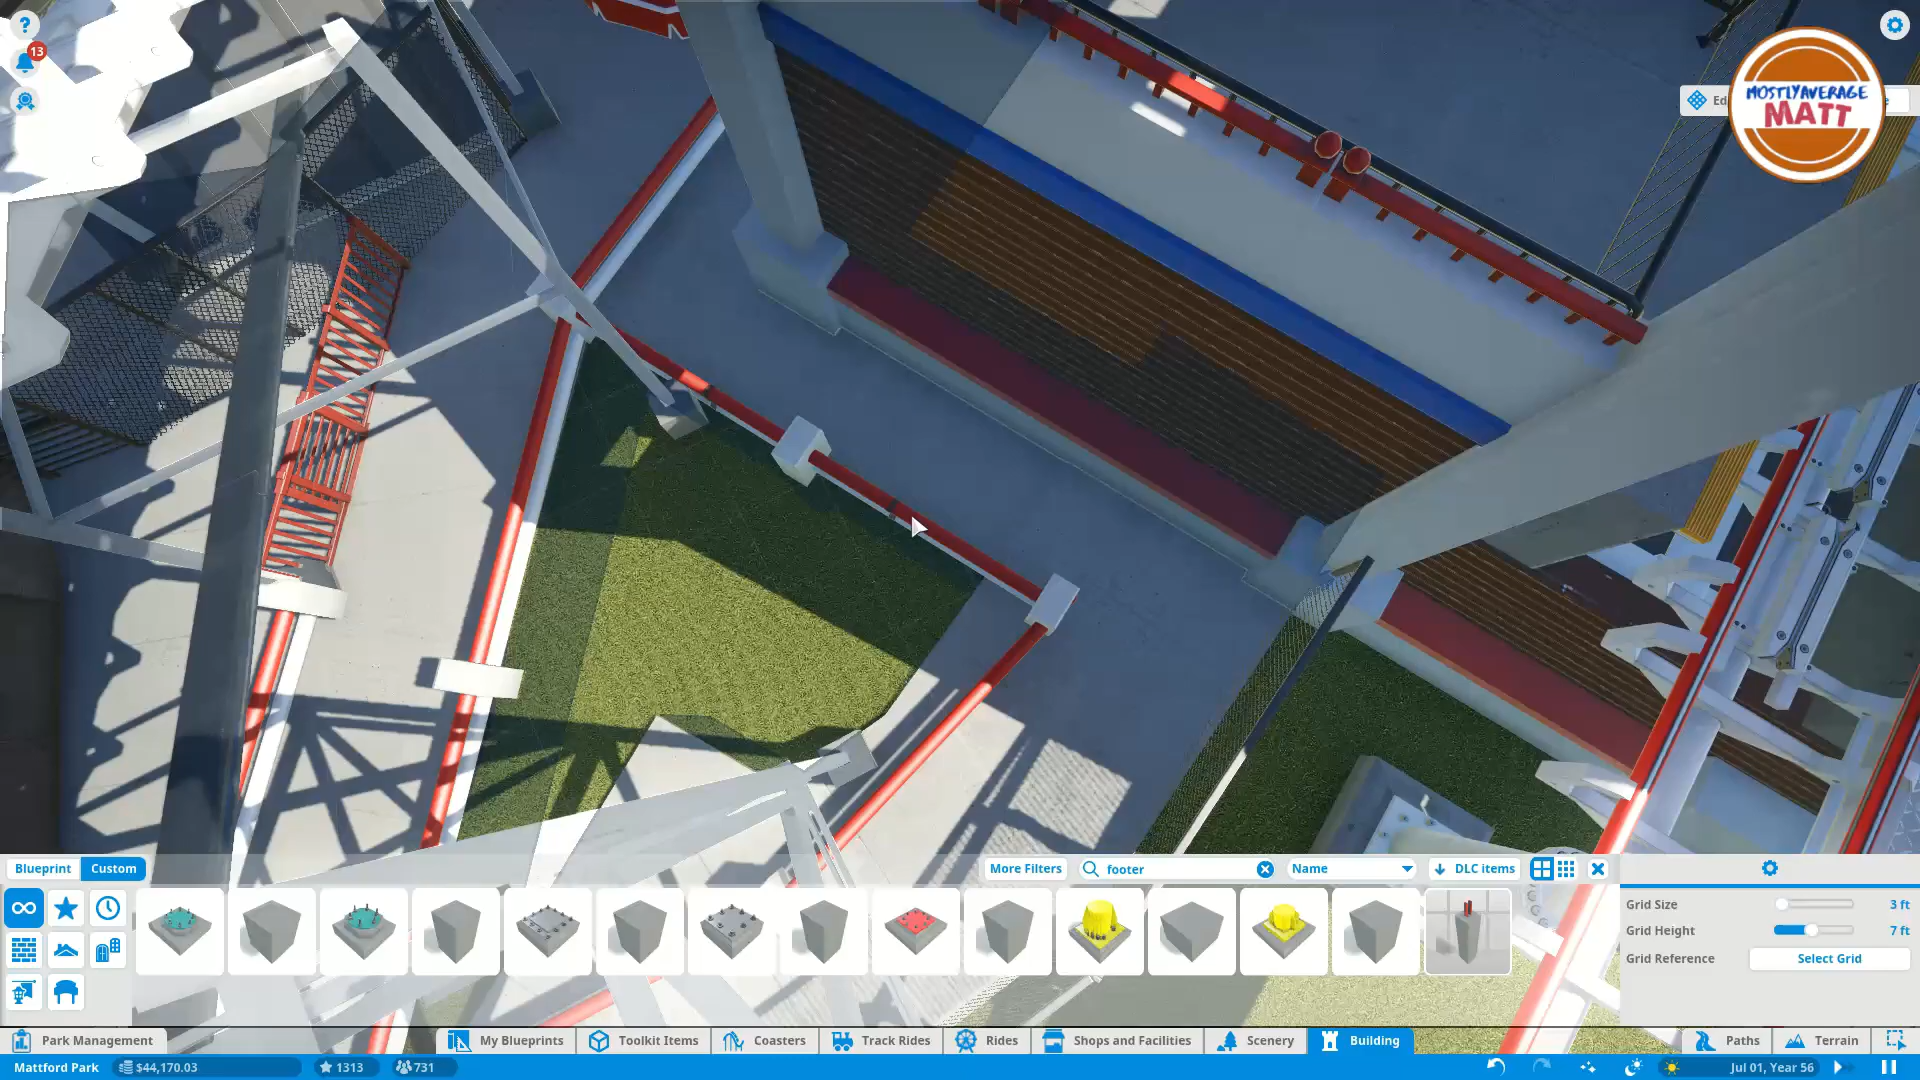 ?
13
Ed
MOSTLYAVERAGE
MATT
e
Blueprint
Custom
More Filters
footer
Name
DLC items
Grid Size
3 ft
Grid Height
7 ft
Grid Reference
Select Grid
Park Management
My Blueprints
Toolkit Items
Coasters
Track Rides
Rides
Shops and Facilities
Scenery
Building
Paths
Terrain
Mattford Park
$44,170.03
1313
731
Jul 01, Year 56